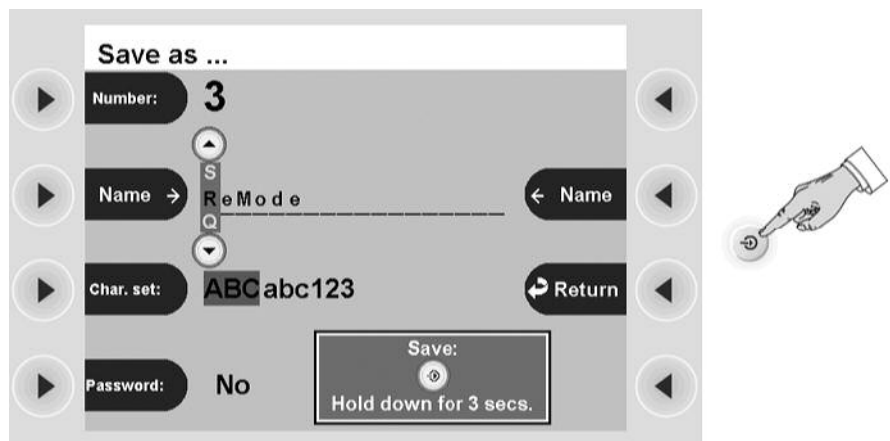 Save as ...
Number: 3
S
Name → ReMode ← Name
Q
Char. set: ABCabc123 Return
Save:
Password: No
Hold down for 3 secs.